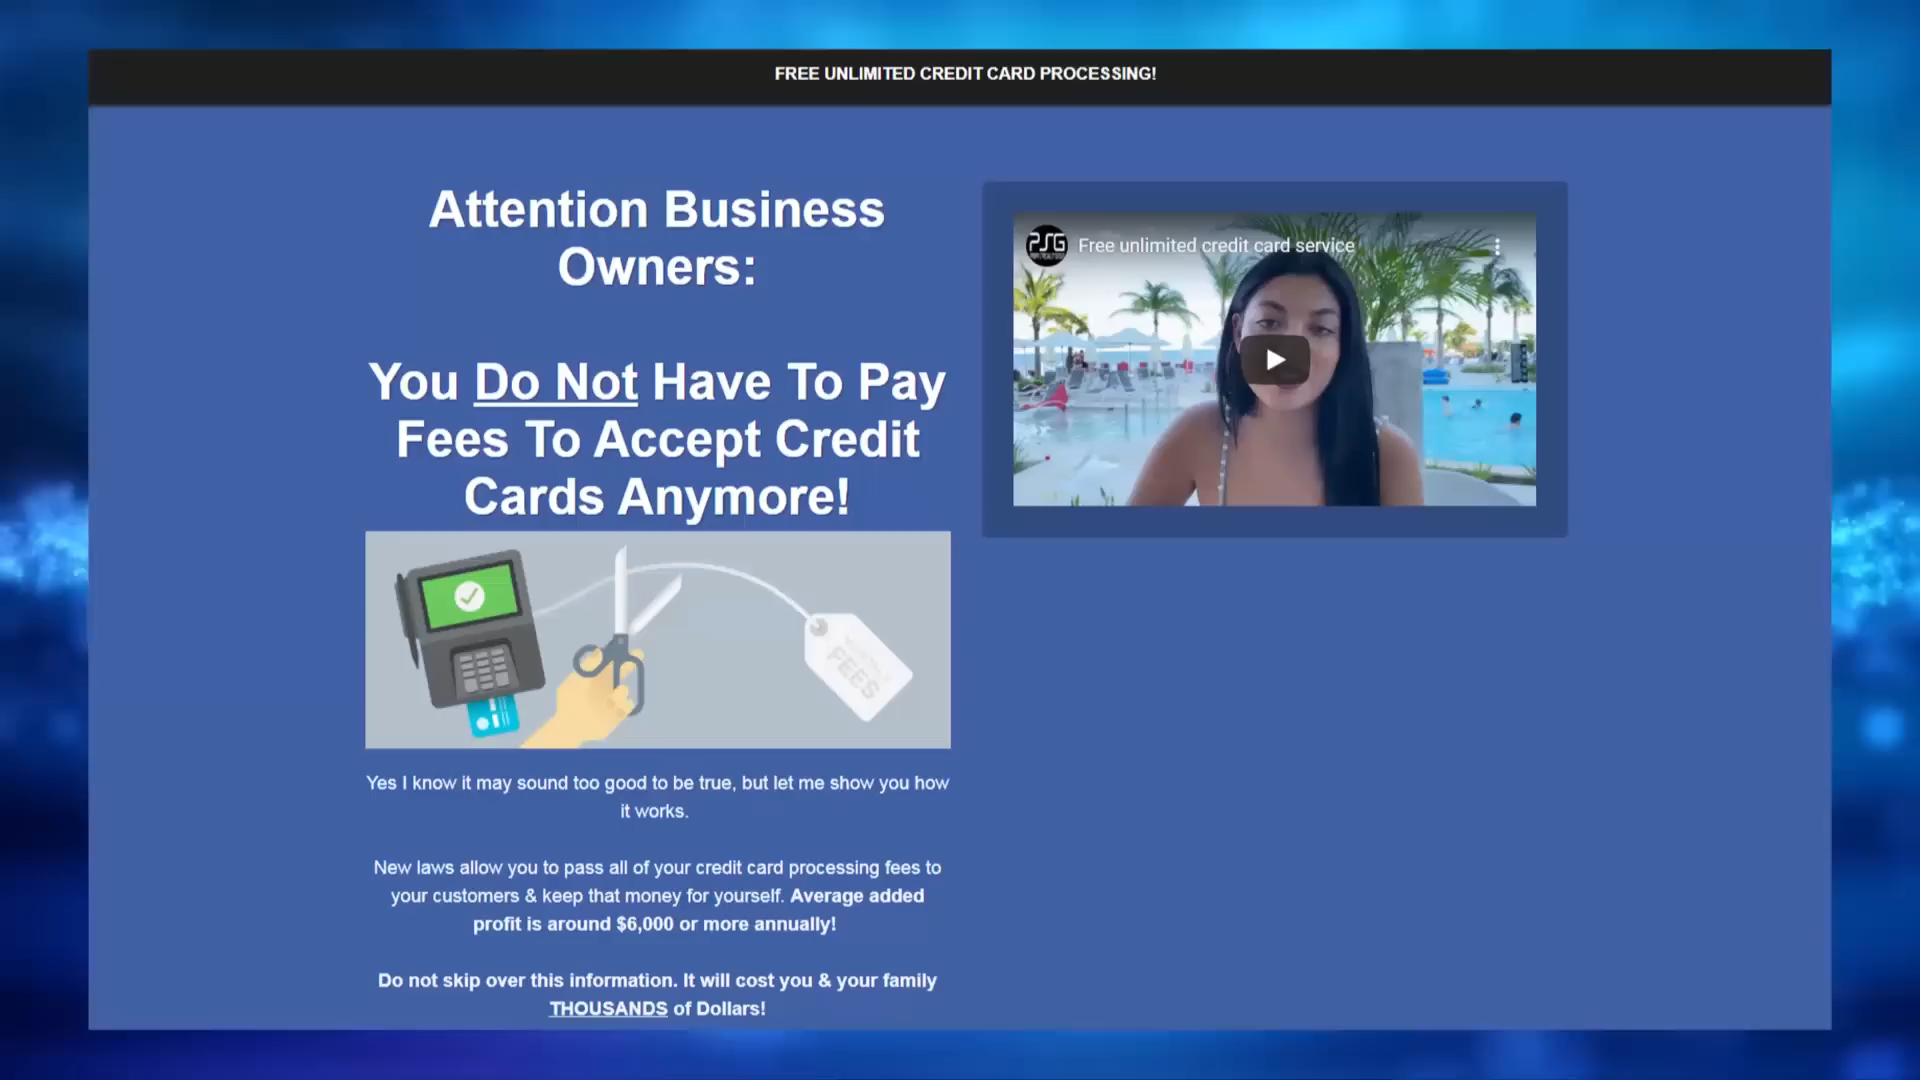 FREE UNLIMITED CREDIT CARD PROCESSING!
Attention Business
Owners:
You Do Not Have To Pay
Fees To Accept Credit
Cards Anymore!
PSG
Free unlimited credit card service
FEES
Yes I know it may sound too good to be true, but let me show you how
it works.
New laws allow you to pass all of your credit card processing fees to
your customers & keep that money for yourself. Average added
profit is around $6,000 or more annually!
Do not skip over this information. It will cost you & your family
THOUSANDS of Dollars!